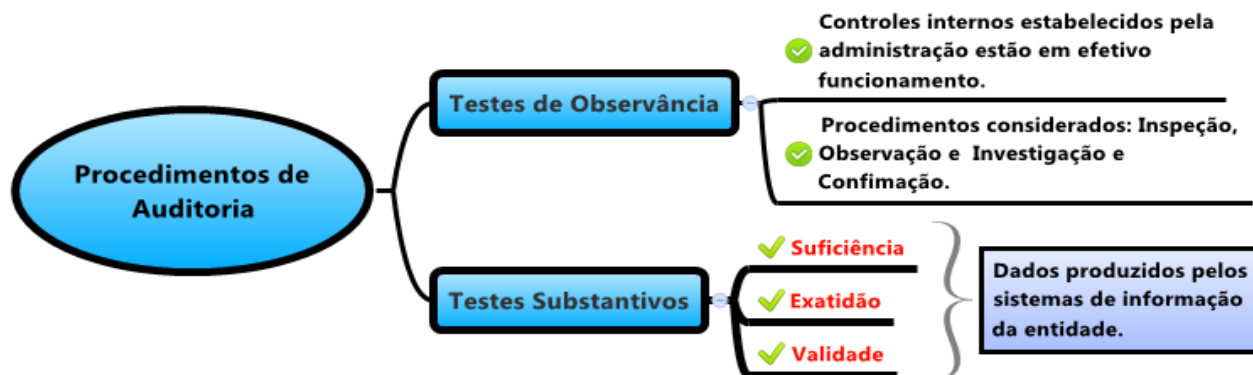 Procedimentos de
Auditoria
Testes de Observância
Controles internos estabelecidos pela
administração estão em efetivo
funcionamento.
Procedimentos considerados: Inspeção,
Observação e Investigação e
Confimação.
Testes Substantivos
Suficiência
Exatidão
Validade
Dados produzidos pelos
sistemas de informação
da entidade.